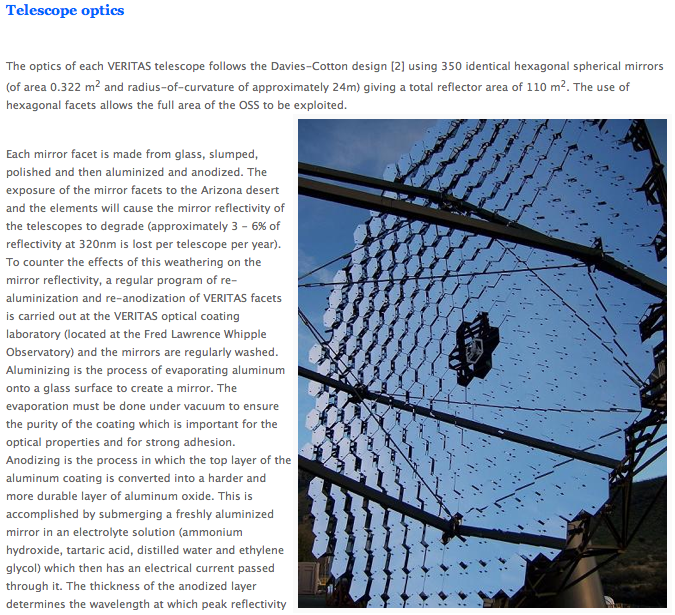 Telescope optics
The optics of each VERITAS telescope follows the Davies-Cotton design [2] using 350 identical hexagonal spherical mirrors
(of area 0.322 m² and radius-of-curvature of approximately 24m) giving a total reflector area of 110 m². The use of
hexagonal facets allows the full area of the OSS to be exploited.
Each mirror facet is made from glass, slumped,
polished and then aluminized and anodized. The
exposure of the mirror facets to the Arizona desert
and the elements will cause the mirror reflectivity of
the telescopes to degrade (approximately 3 - 6% of
reflectivity at 320nm is lost per telescope per year).
To counter the effects of this weathering on the
mirror reflectivity, a regular program of re-
aluminization and re-anodization of VERITAS facets
is carried out at the VERITAS optical coating
laboratory (located at the Fred Lawrence Whipple
Observatory) and the mirrors are regularly washed.
Aluminizing is the process of evaporating aluminum
onto a glass surface to create a mirror. The
evaporation must be done under vacuum to ensure
the purity of the coating which is important for the
optical properties and for strong adhesion.
Anodizing is the process in which the top layer of the
aluminum coating is converted into a harder and
more durable layer of aluminum oxide. This is
accomplished by submerging a freshly aluminized
mirror in an electrolyte solution (ammonium
hydroxide, tartaric acid, distilled water and ethylene
glycol) which then has an electrical current passed
through it. The thickness of the anodized layer
determines the wavelength at which peak reflectivity